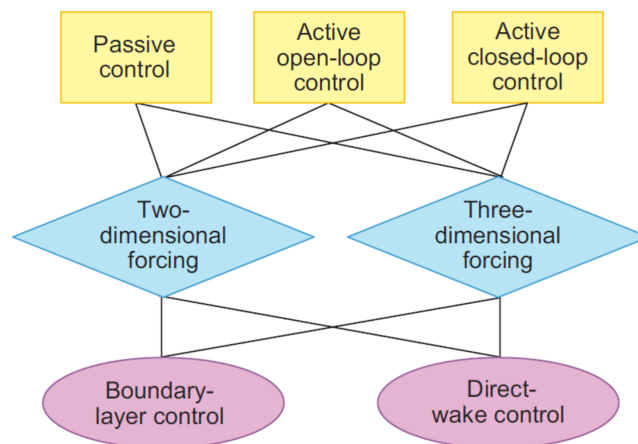 Passive
control
Active
open-loop
control
Active
closed-loop
control
Two-
dimensional
forcing
Three-
dimensional
forcing
Boundary-
layer control
Direct-
wake control